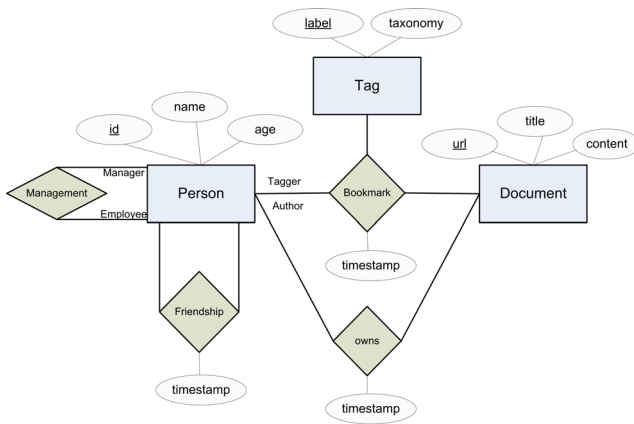 label
taxonomy
Tag
name
id
age
title
url
content
Manager
Management
Employee
Person
Tagger
Author
Bookmark
Document
timestamp
Friendship
owns
timestamp
timestamp